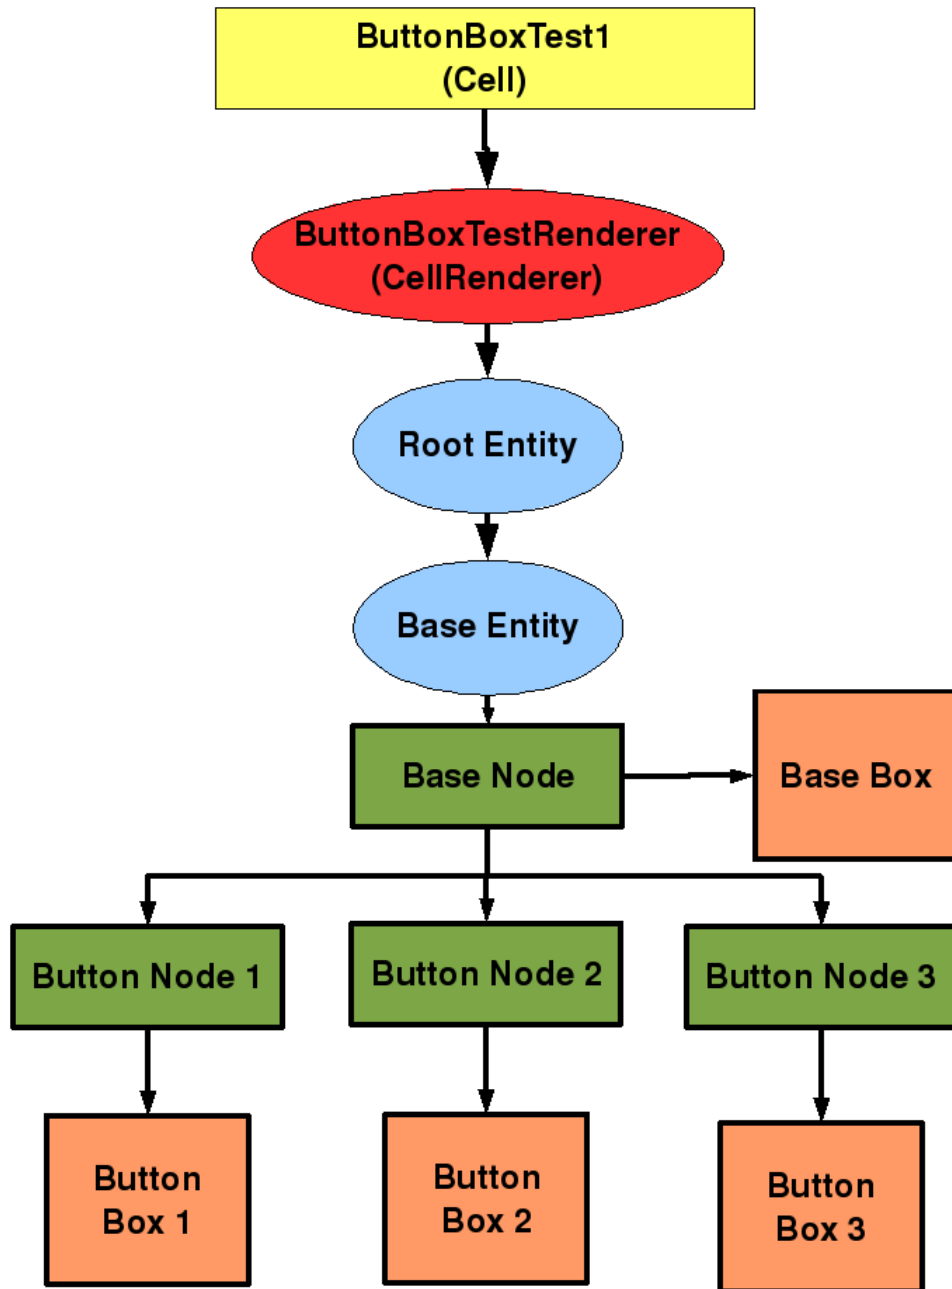 ButtonBoxTest1
(Cell)
ButtonBoxTestRenderer
(CellRenderer)
Root Entity
Base Entity
Base Node
Base Box
Button Node 1
Button Node 2
Button Node 3
Button
Box 1
Button
Box 2
Button
Box 3